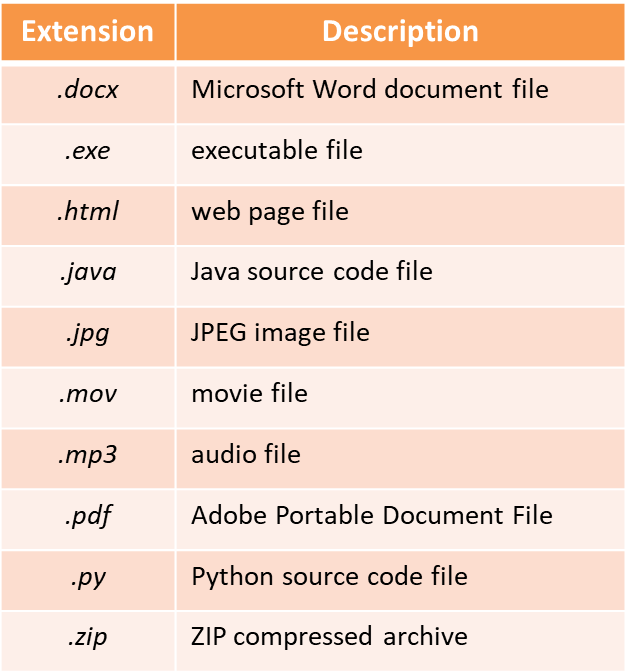 Extension Description
.docx Microsoft Word document file
.exe executable file
.html web page file
.java Java source code file
.jpg JPEG image file
.mov movie file
.mp3 audio file
.pdf Adobe Portable Document File
.py Python source code file
.zip ZIP compressed archive